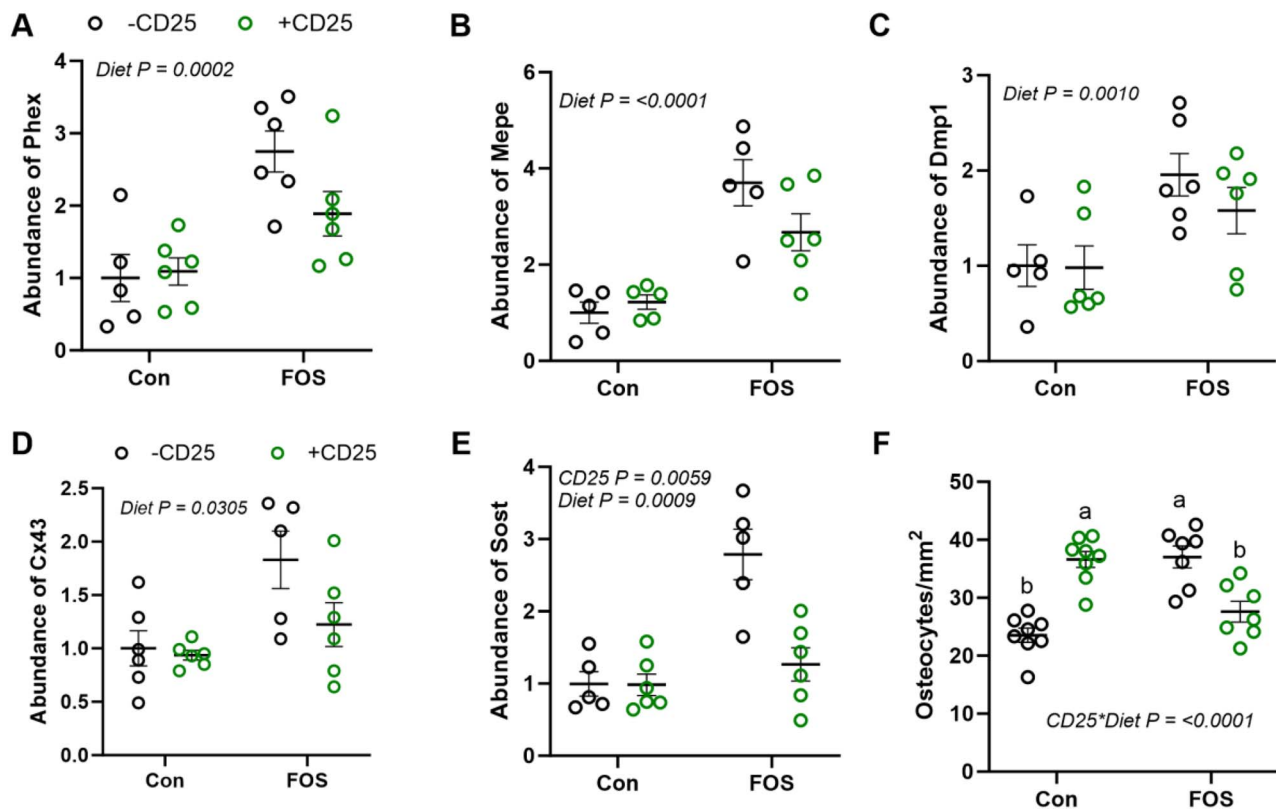 A
-CD25
+CD25
Abundance of Phex
4
3
2
1
0
Diet P = 0.0002
Con
FOS
B
Abundance of Mepe
6
4
2
0
Diet P = <0.0001
Con
FOS
C
Abundance of Dmp1
3
2
1
0
Diet P = 0.0010
Con
FOS
D
-CD25
+CD25
Abundance of Cx43
2.5
2.0
1.5
1.0
0.5
0.0
Diet P = 0.0305
Con
FOS
E
Abundance of Sost
4
3
2
1
0
CD25 P = 0.0059
Diet P = 0.0009
Con
FOS
F
Osteocytes/mm²
50
40
30
20
10
0
b
a
a
b
CD25*Diet P = <0.0001
Con
FOS